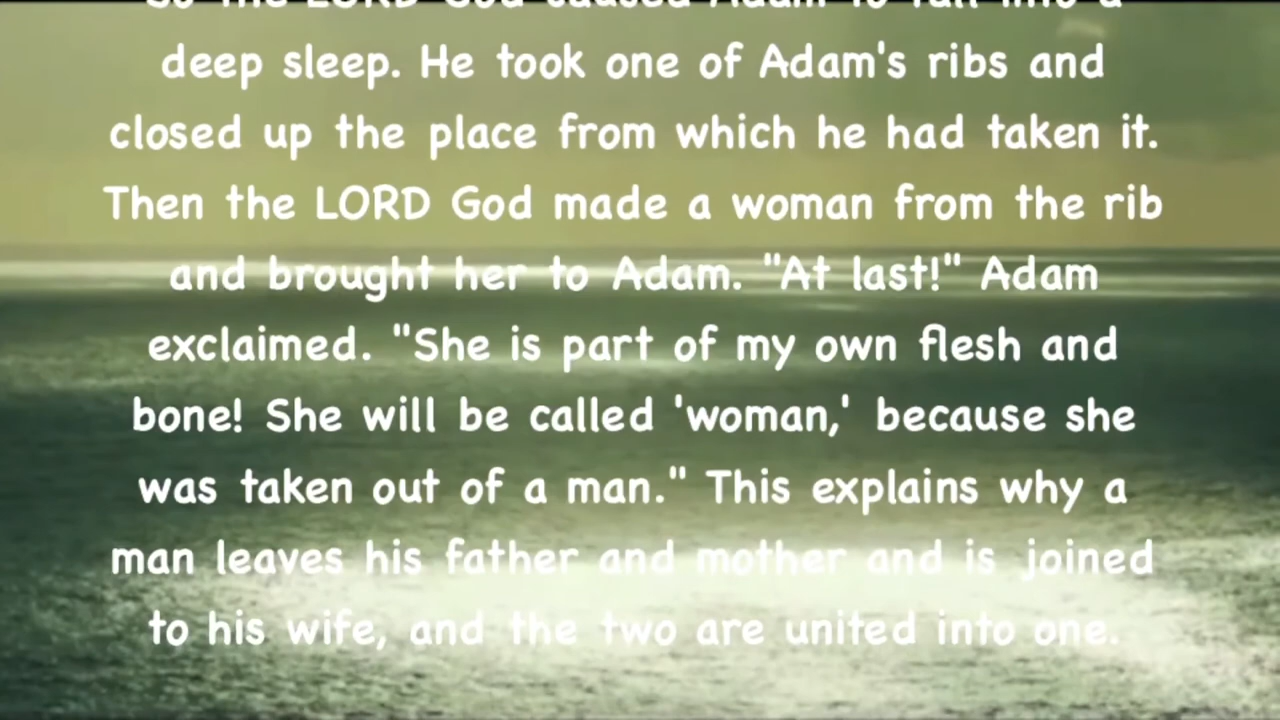 So the LORD God caused Adam to fall into a
deep sleep. He took one of Adam's ribs and
closed up the place from which he had taken it.
Then the LORD God made a woman from the rib
and brought her to Adam. "At last!" Adam
exclaimed. "She is part of my own flesh and
bone! She will be called 'woman,' because she
was taken out of a man." This explains why a
man leaves his father and mother and is joined
to his wife, and the two are united into one.